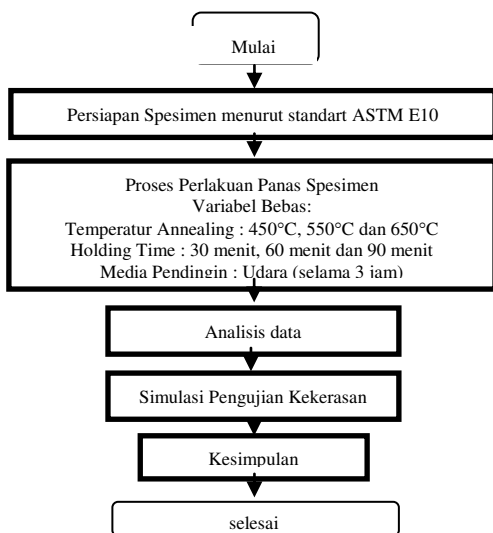 Mulai
Persiapan Spesimen menurut standart ASTM E10
Proses Perlakuan Panas Spesimen
Variabel Bebas:
Temperatur Annealing : 450°C, 550°C dan 650°C
Holding Time : 30 menit, 60 menit dan 90 menit
Media Pendingin : Udara (selama 3 jam)
Analisis data
Simulasi Pengujian Kekerasan
Kesimpulan
selesai